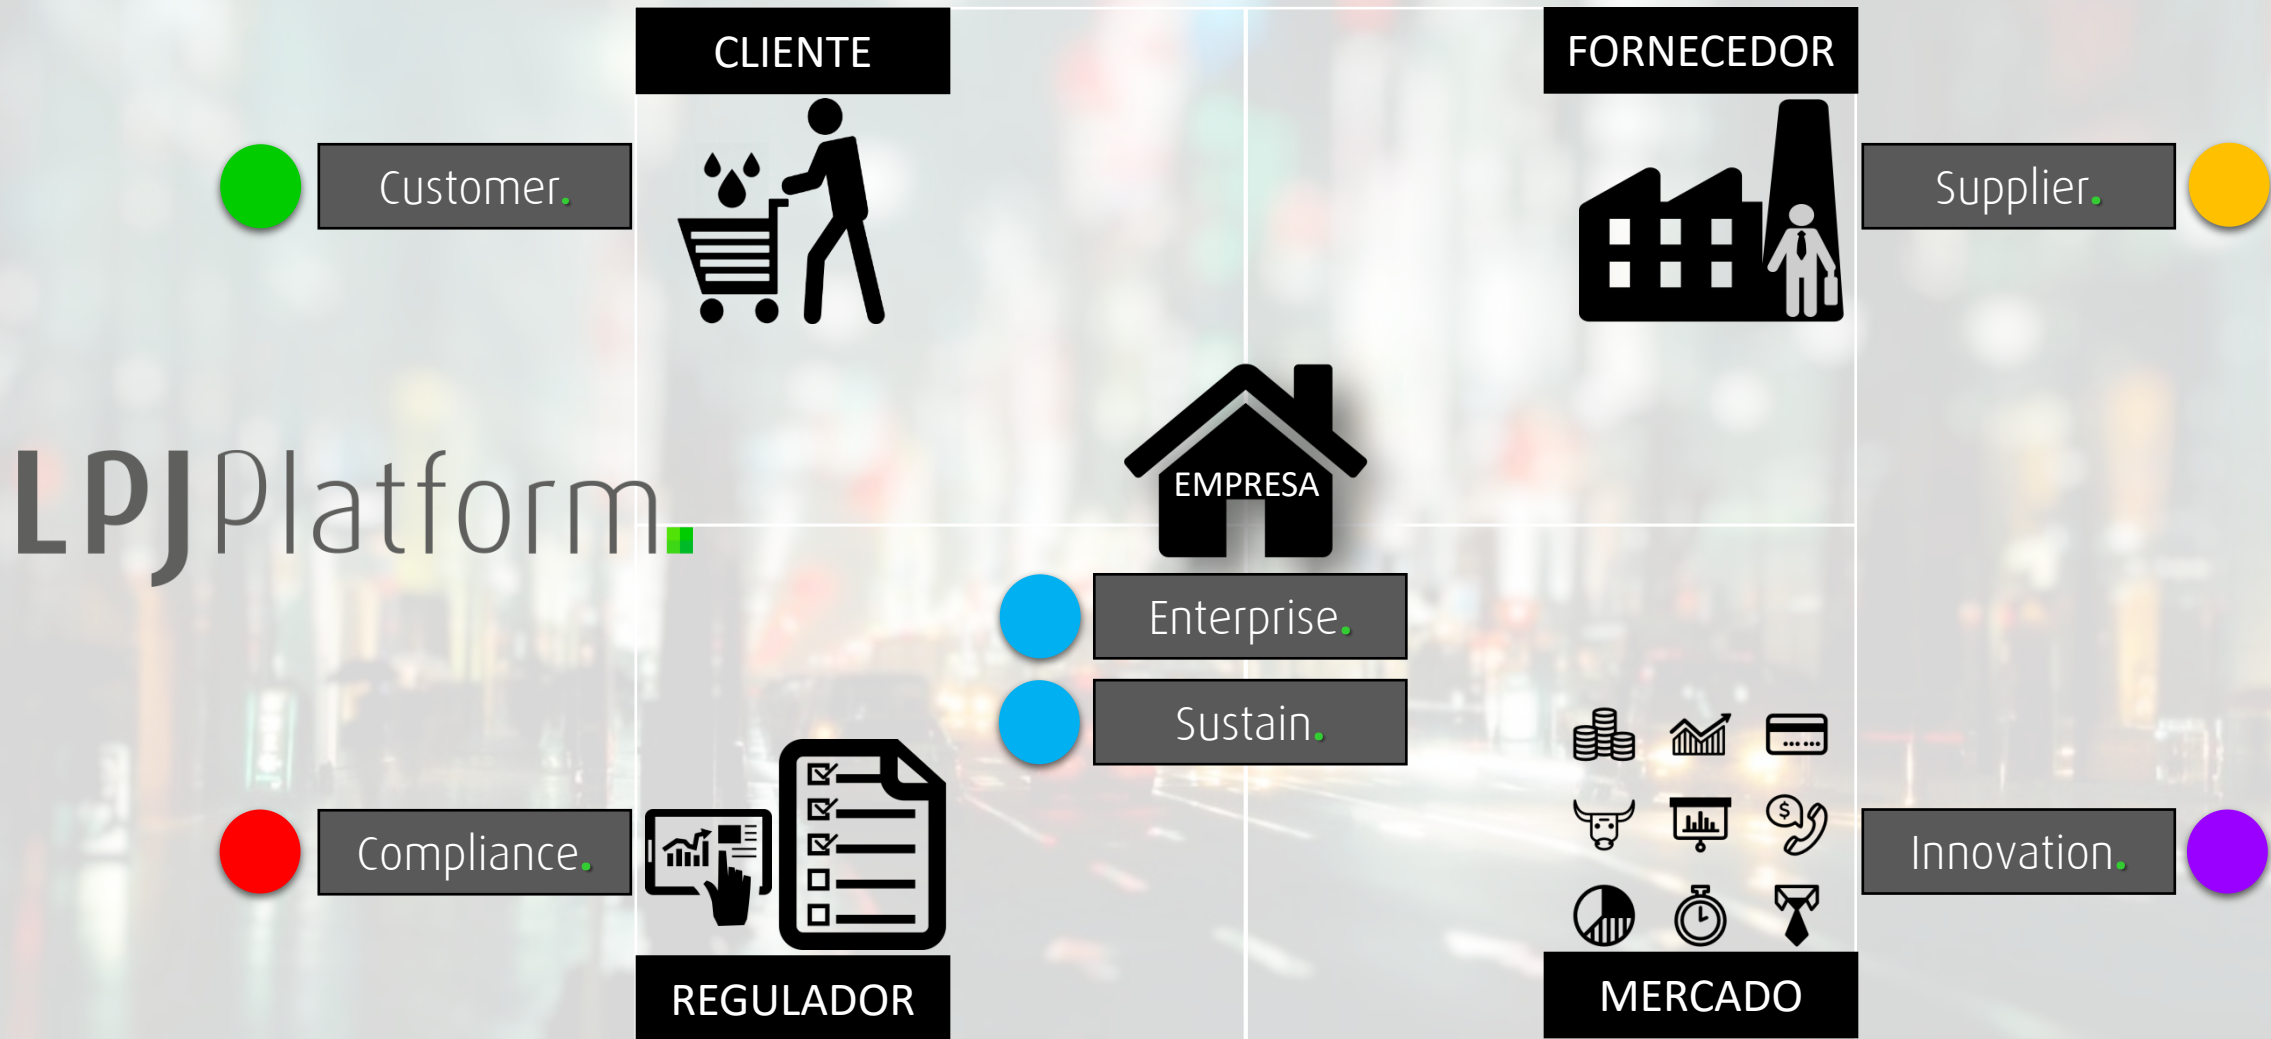 CLIENTE
FORNECEDOR
Customer.
Supplier.
EMPRESA
LPJPlatform.
Enterprise.
Sustain.
Compliance.
Innovation.
REGULADOR
MERCADO